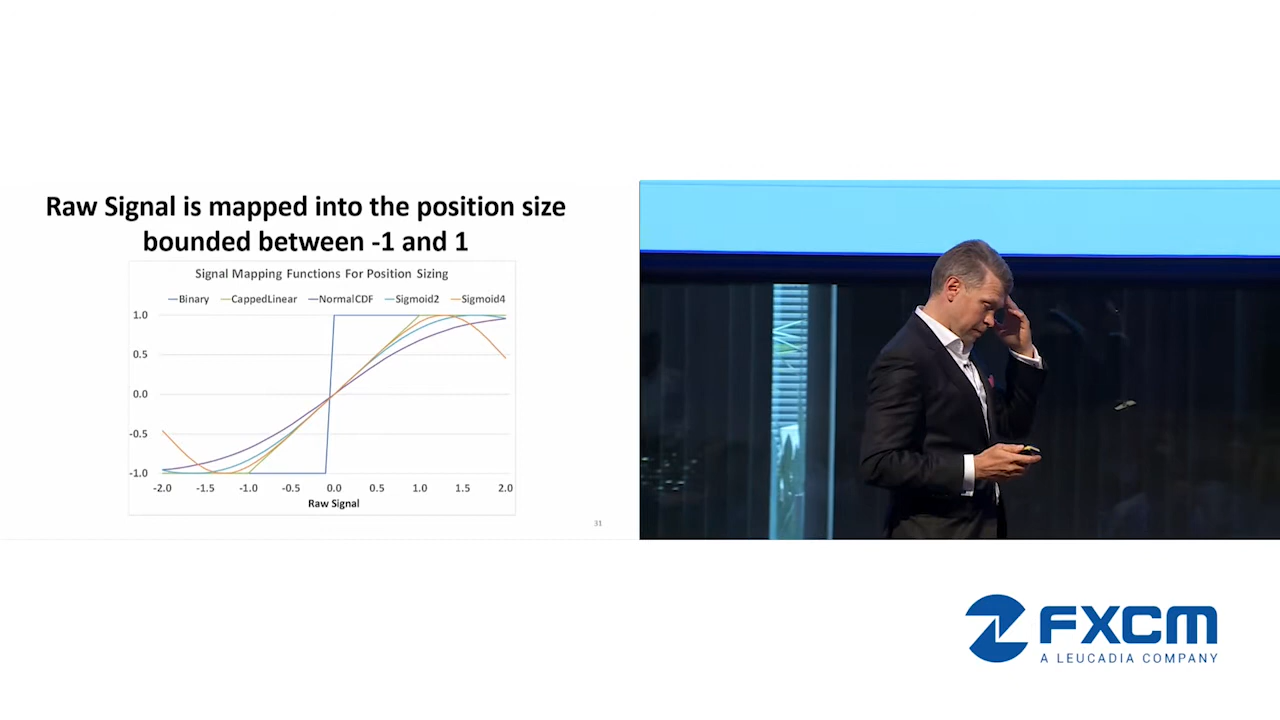 Raw Signal is mapped into the position size
bounded between -1 and 1
Signal Mapping Functions For Position Sizing
Binary CappedLinear NormalCDF Sigmoid2 Sigmoid4
1.0
0.5
0.0
-0.5
-1.0
-2.0 -1.5 -1.0 -0.5 0.0 0.5 1.0 1.5 2.0
Raw Signal
31
FXCM
A LEUCADIA COMPANY